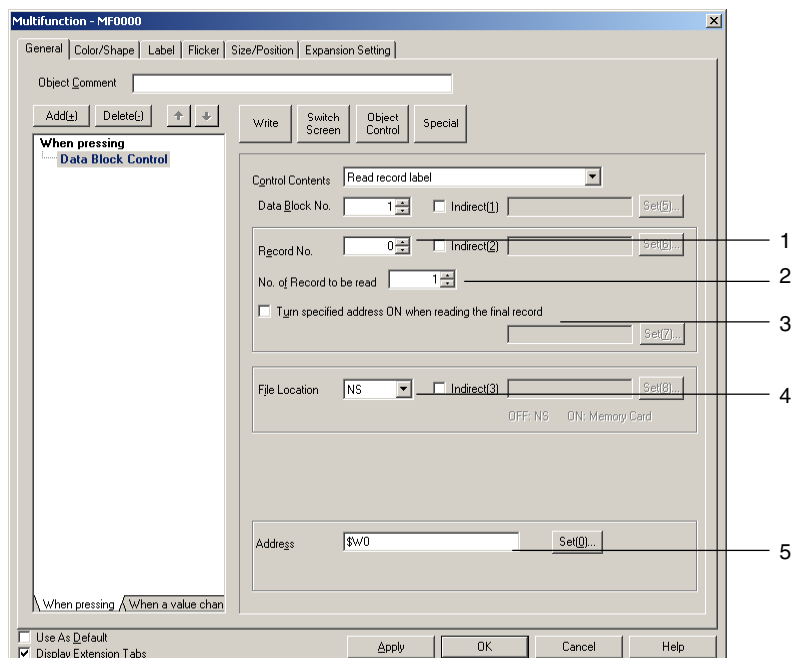 Multifunction - MF0000
General Color/Shape Label Flicker Size/Position Expansion Setting
Object Comment
Add(+) Delete(-)
Write Switch Screen Object Control Special
When pressing
Data Block Control
Control Contents Read record label
Data Block No. 1 Indirect(1) Set(5)...
Record No. 0 Indirect(2) Set(6)... 1
No. of Record to be read 1 2
Turn specified address ON when reading the final record 3
Set(7)...
File Location NS Indirect(3) Set(8)... 4
OFF: NS ON: Memory Card
Address $W0 Set(0)... 5
When pressing When a value chan
Use As Default
Display Extension Tabs
Apply OK Cancel Help